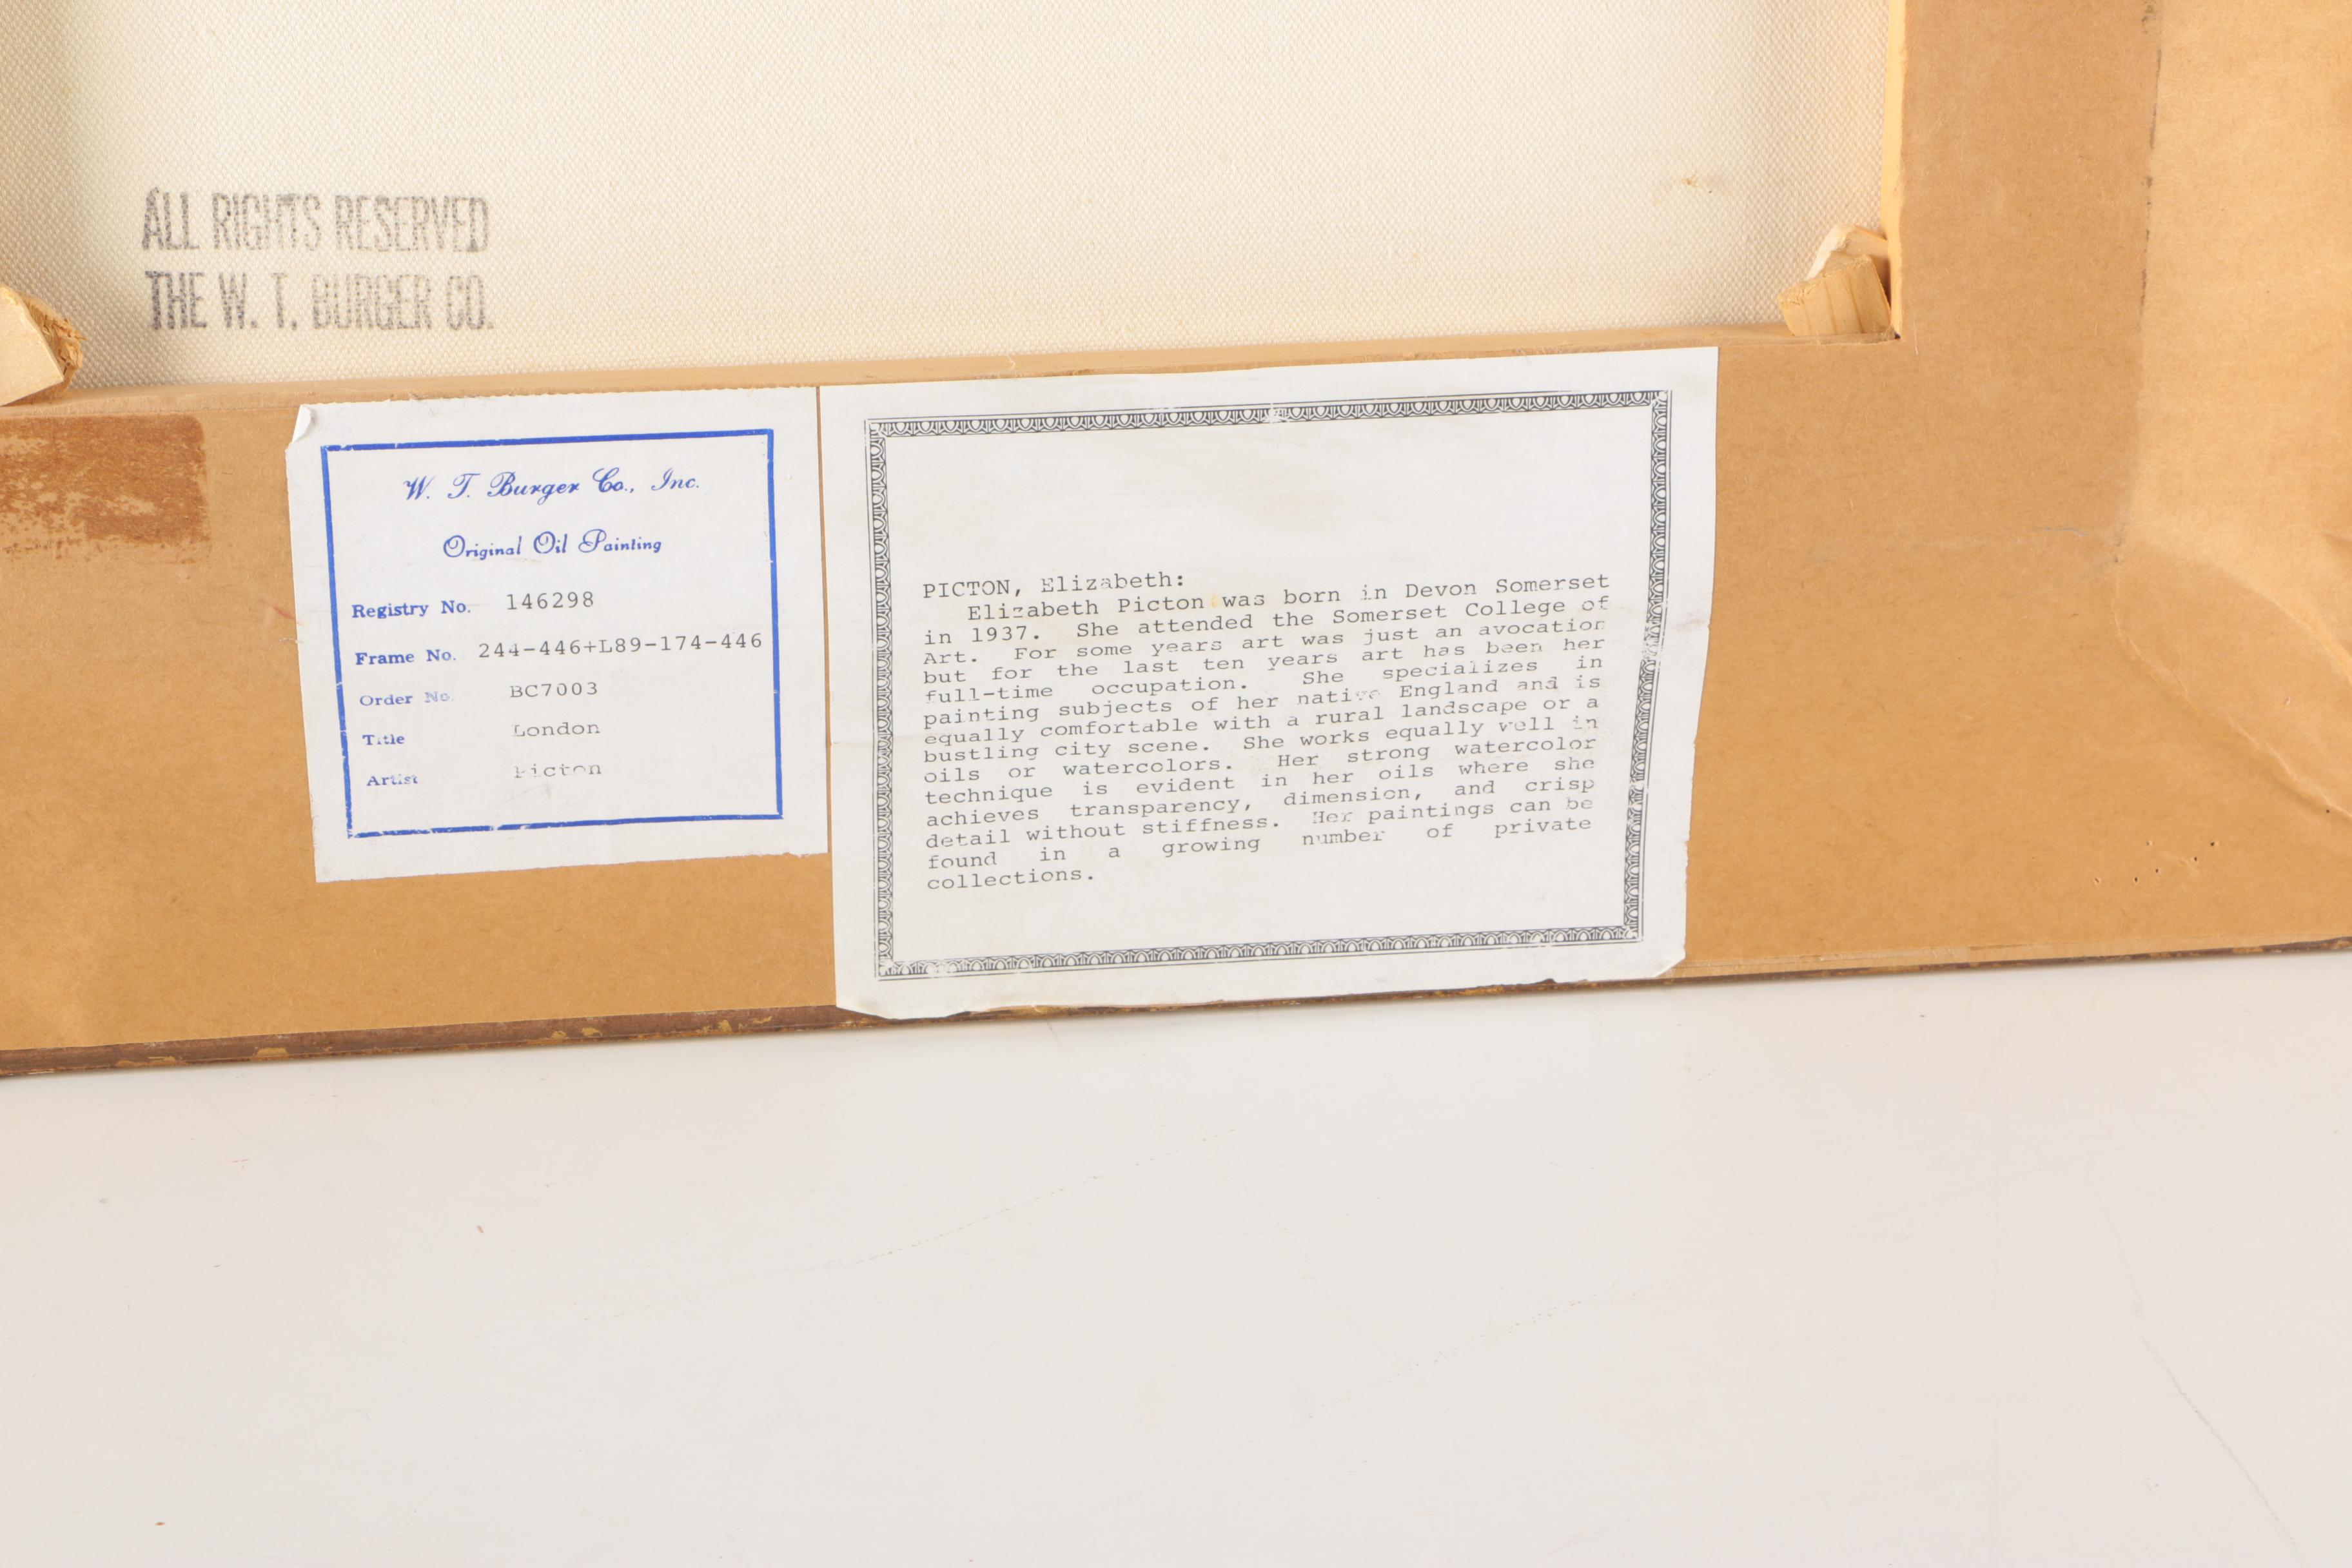 ALL RIGHTS RESERVED
THE W. T. BURGER CO.
W. T. Burger Co., Inc.
Original Oil Painting
Registry No. 146298
Frame No. 244-446+L89-174-446
Order No. BC7003
Title London
Artist Picton
PICTON, Elizabeth:
Elizabeth Picton was born in Devon Somerset
in 1937. She attended the Somerset College of
Art. For some years art was just an avocation
but for the last ten years art has been her
full-time occupation. She specializes in
painting subjects of her native England and is
equally comfortable with a rural landscape or a
bustling city scene. She works equally well in
oils or watercolors. Her strong watercolor
technique is evident in her oils where she
achieves transparency, dimension, and crisp
detail without stiffness. Her paintings can be
found in a growing number of private
collections.